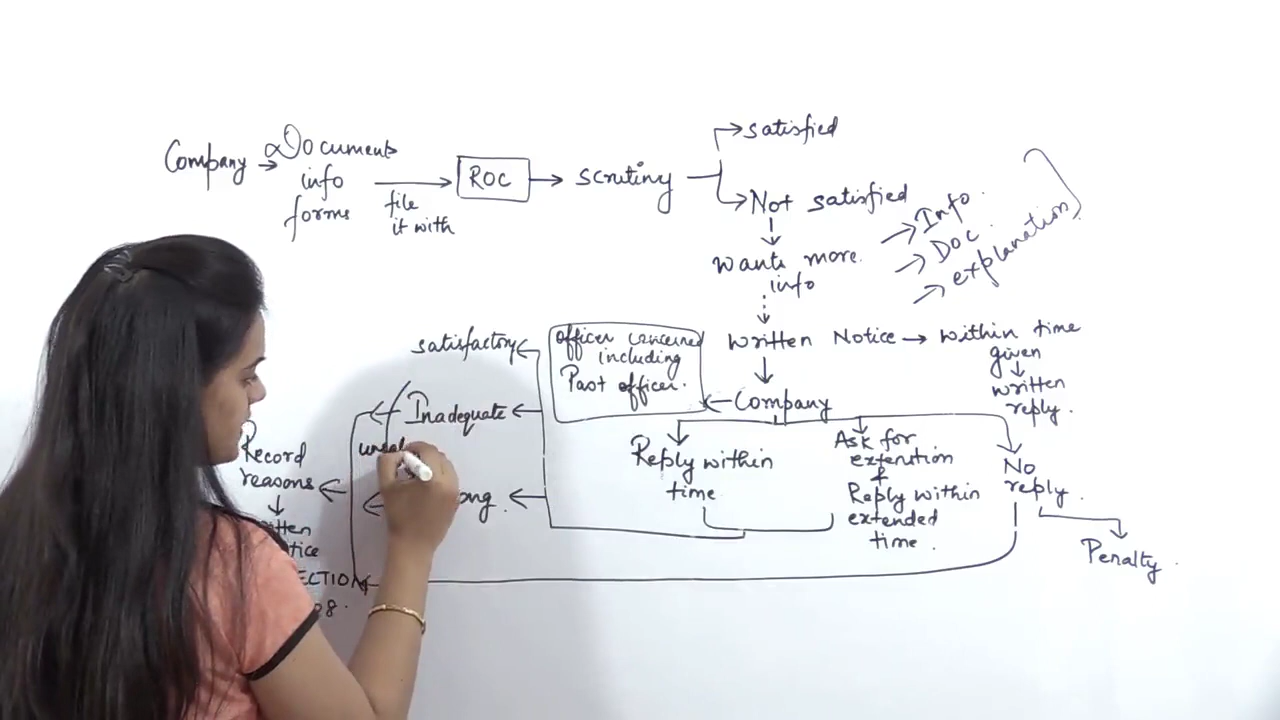 Company → Documents
info
forms
file
it with
ROC → scrutiny
→ satisfied
→ Not satisfied
wants more
info
→ Info.
→ Doc.
→ explanation
Written Notice → within time
given
written
reply.
Company
officer concerned
including
Past officer.
Reply within
time.
Ask for
extention
&
Reply within
extended
time.
No
reply.
Penalty.
satisfactory
Inadequate
Record
reasons